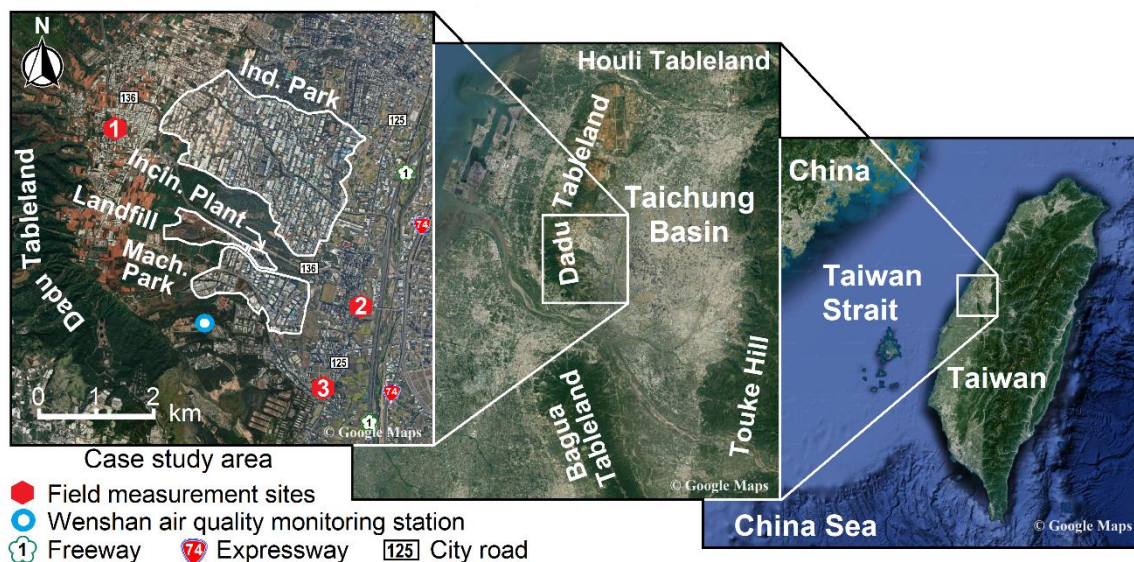 N
Ind. Park
136
125
1
1
Incin. Plant
Landfill
74
Mach.
Park
136
2
Dadu Tableland
125
3
74
1
0 1 2
km
© Google Maps
Houli Tableland
Dadu Tableland
Taichung
Basin
Bagua
Tableland
Touke Hill
© Google Maps
China
Taiwan
Strait
Taiwan
China Sea
© Google Maps
Case study area
Field measurement sites
Wenshan air quality monitoring station
1 Freeway 74 Expressway 125 City road